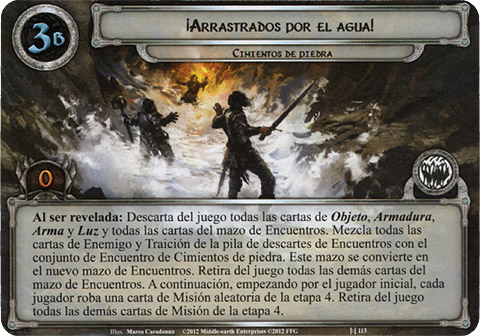 3B
¡Arrastrados por el agua!
Cimientos de piedra
0
Al ser revelada: Descarta del juego todas las cartas de Objeto, Armadura,
Arma y Luz y todas las cartas del mazo de Encuentros. Mezcla todas las
cartas de Enemigo y Traición de la pila de descartes de Encuentros con el
conjunto de Encuentro de Cimientos de piedra. Este mazo se convierte en
el nuevo mazo de Encuentros. Retira del juego todas las demás cartas del
mazo de Encuentros. A continuación, empezando por el jugador inicial, cada
jugador roba una carta de Misión aleatoria de la etapa 4. Retira del juego
todas las demás cartas de Misión de la etapa 4.
Illus. Marco Caradonna ©2012 Middle-earth Enterprises ©2012 FFG
113